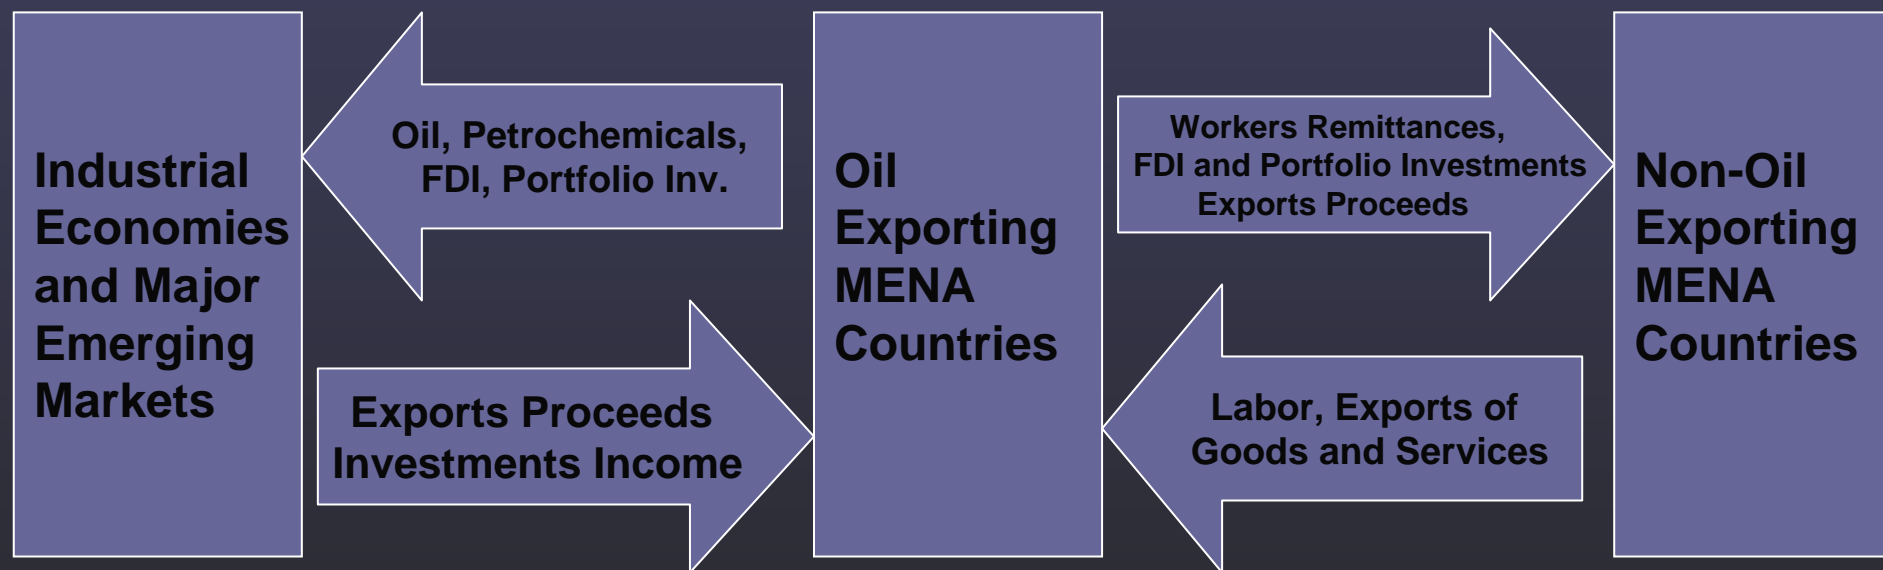 Industrial
Economies
and Major
Emerging
Markets
Oil, Petrochemicals,
FDI, Portfolio Inv.
Exports Proceeds
Investments Income
Oil
Exporting
MENA
Countries
Workers Remittances,
FDI and Portfolio Investments
Exports Proceeds
Labor, Exports of
Goods and Services
Non-Oil
Exporting
MENA
Countries